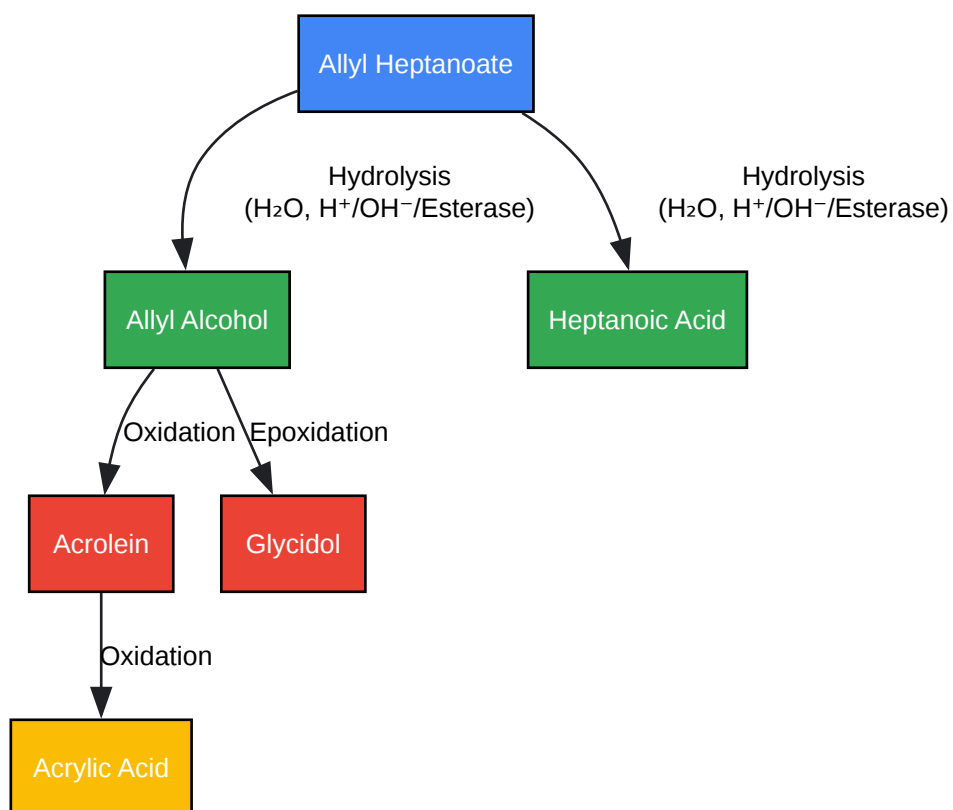 Allyl Heptanoate
Hydrolysis
(H₂O, H⁺/OH⁻/Esterase)
Hydrolysis
(H₂O, H⁺/OH⁻/Esterase)
Allyl Alcohol
Heptanoic Acid
Oxidation
Epoxidation
Acrolein
Glycidol
Oxidation
Acrylic Acid